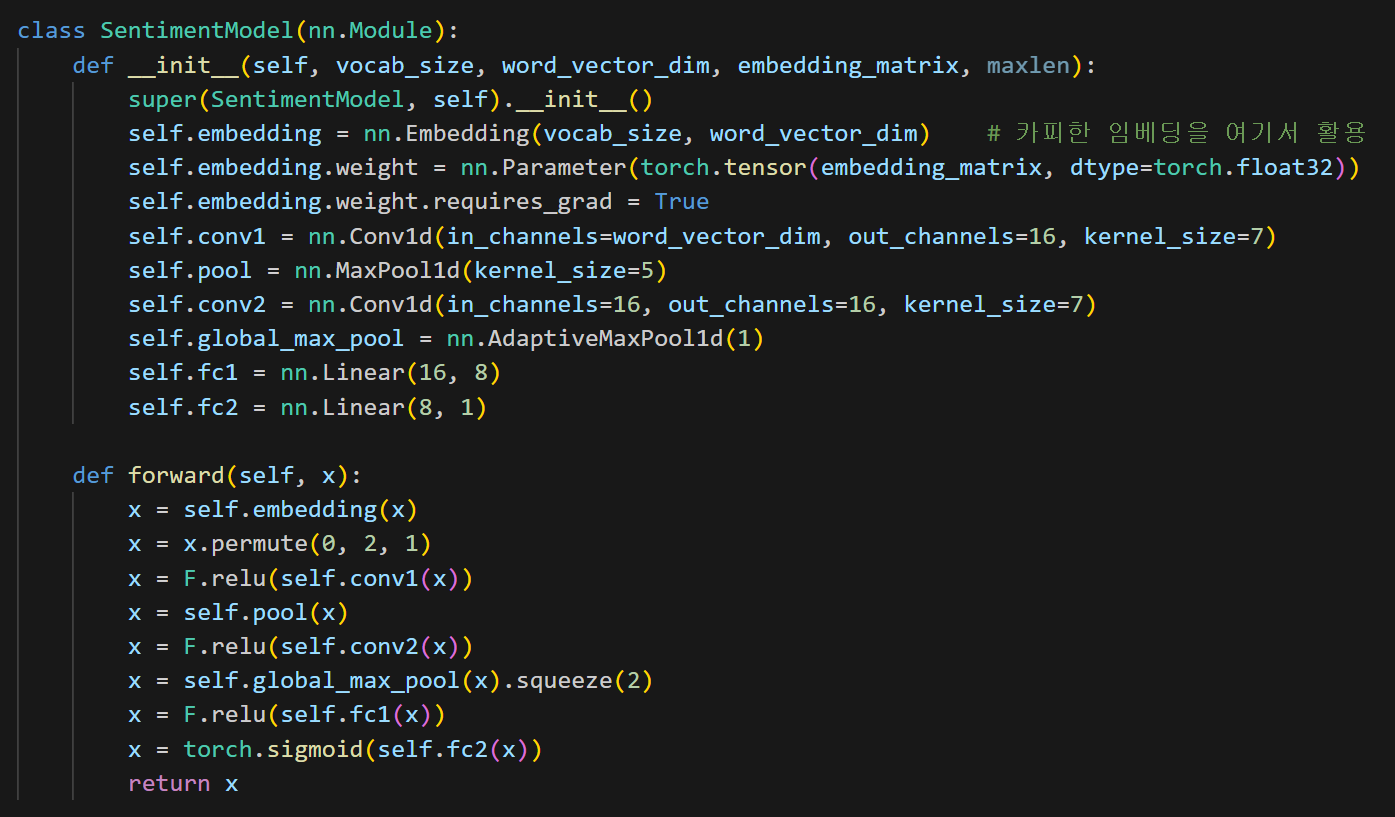 class SentimentModel(nn.Module):
    def __init__(self, vocab_size, word_vector_dim, embedding_matrix, maxlen):
        super(SentimentModel, self).__init__()
        self.embedding = nn.Embedding(vocab_size, word_vector_dim)    # 카피한 임베딩을 여기서 활용
        self.embedding.weight = nn.Parameter(torch.tensor(embedding_matrix, dtype=torch.float32))
        self.embedding.weight.requires_grad = True
        self.conv1 = nn.Conv1d(in_channels=word_vector_dim, out_channels=16, kernel_size=7)
        self.pool = nn.MaxPool1d(kernel_size=5)
        self.conv2 = nn.Conv1d(in_channels=16, out_channels=16, kernel_size=7)
        self.global_max_pool = nn.AdaptiveMaxPool1d(1)
        self.fc1 = nn.Linear(16, 8)
        self.fc2 = nn.Linear(8, 1)

    def forward(self, x):
        x = self.embedding(x)
        x = x.permute(0, 2, 1)
        x = F.relu(self.conv1(x))
        x = self.pool(x)
        x = F.relu(self.conv2(x))
        x = self.global_max_pool(x).squeeze(2)
        x = F.relu(self.fc1(x))
        x = torch.sigmoid(self.fc2(x))
        return x